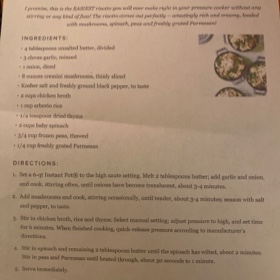 I promise, this is the EASIEST risotto you will ever make right in your pressure cooker without any
stirring or any kind of fuss! The risotto comes out perfectly – amazingly rich and creamy, loaded
with mushrooms, spinach, peas and freshly grated Parmesan!
INGREDIENTS:
• 4 tablespoons unsalted butter, divided
• 3 cloves garlic, minced
• 1 onion, diced
• 8 ounces cremini mushrooms, thinly sliced
• Kosher salt and freshly ground black pepper, to taste
• 2 cups chicken broth
• 1 cup arborio rice
• 1/2 teaspoon dried thyme
• 2 cups baby spinach
• 3/4 cup frozen peas, thawed
• 1/4 cup freshly grated Parmesan
DIRECTIONS:
1. Set a 6-qt Instant Pot® to the high saute setting. Melt 2 tablespoons butter; add garlic and onion,
and cook, stirring often, until onions have become translucent, about 3-4 minutes.
2. Add mushrooms and cook, stirring occasionally, until tender, about 3-4 minutes; season with salt
and pepper, to taste.
3. Stir in chicken broth, rice and thyme. Select manual setting; adjust pressure to high, and set time
for 6 minutes. When finished cooking, quick-release pressure according to manufacturer's
directions.
4. Stir in spinach and remaining 2 tablespoons butter until the spinach has wilted, about 2 minutes.
Stir in peas and Parmesan until heated through, about 30 seconds to 1 minute.
5. Serve immediately.